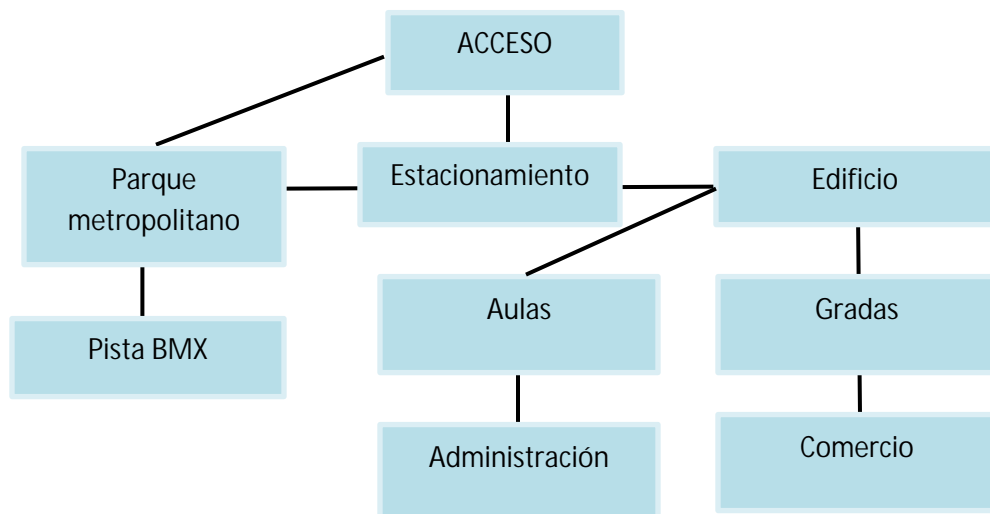 ACCESO
Parque
metropolitano
Estacionamiento
Edificio
Aulas
Gradas
Pista BMX
Administración
Comercio